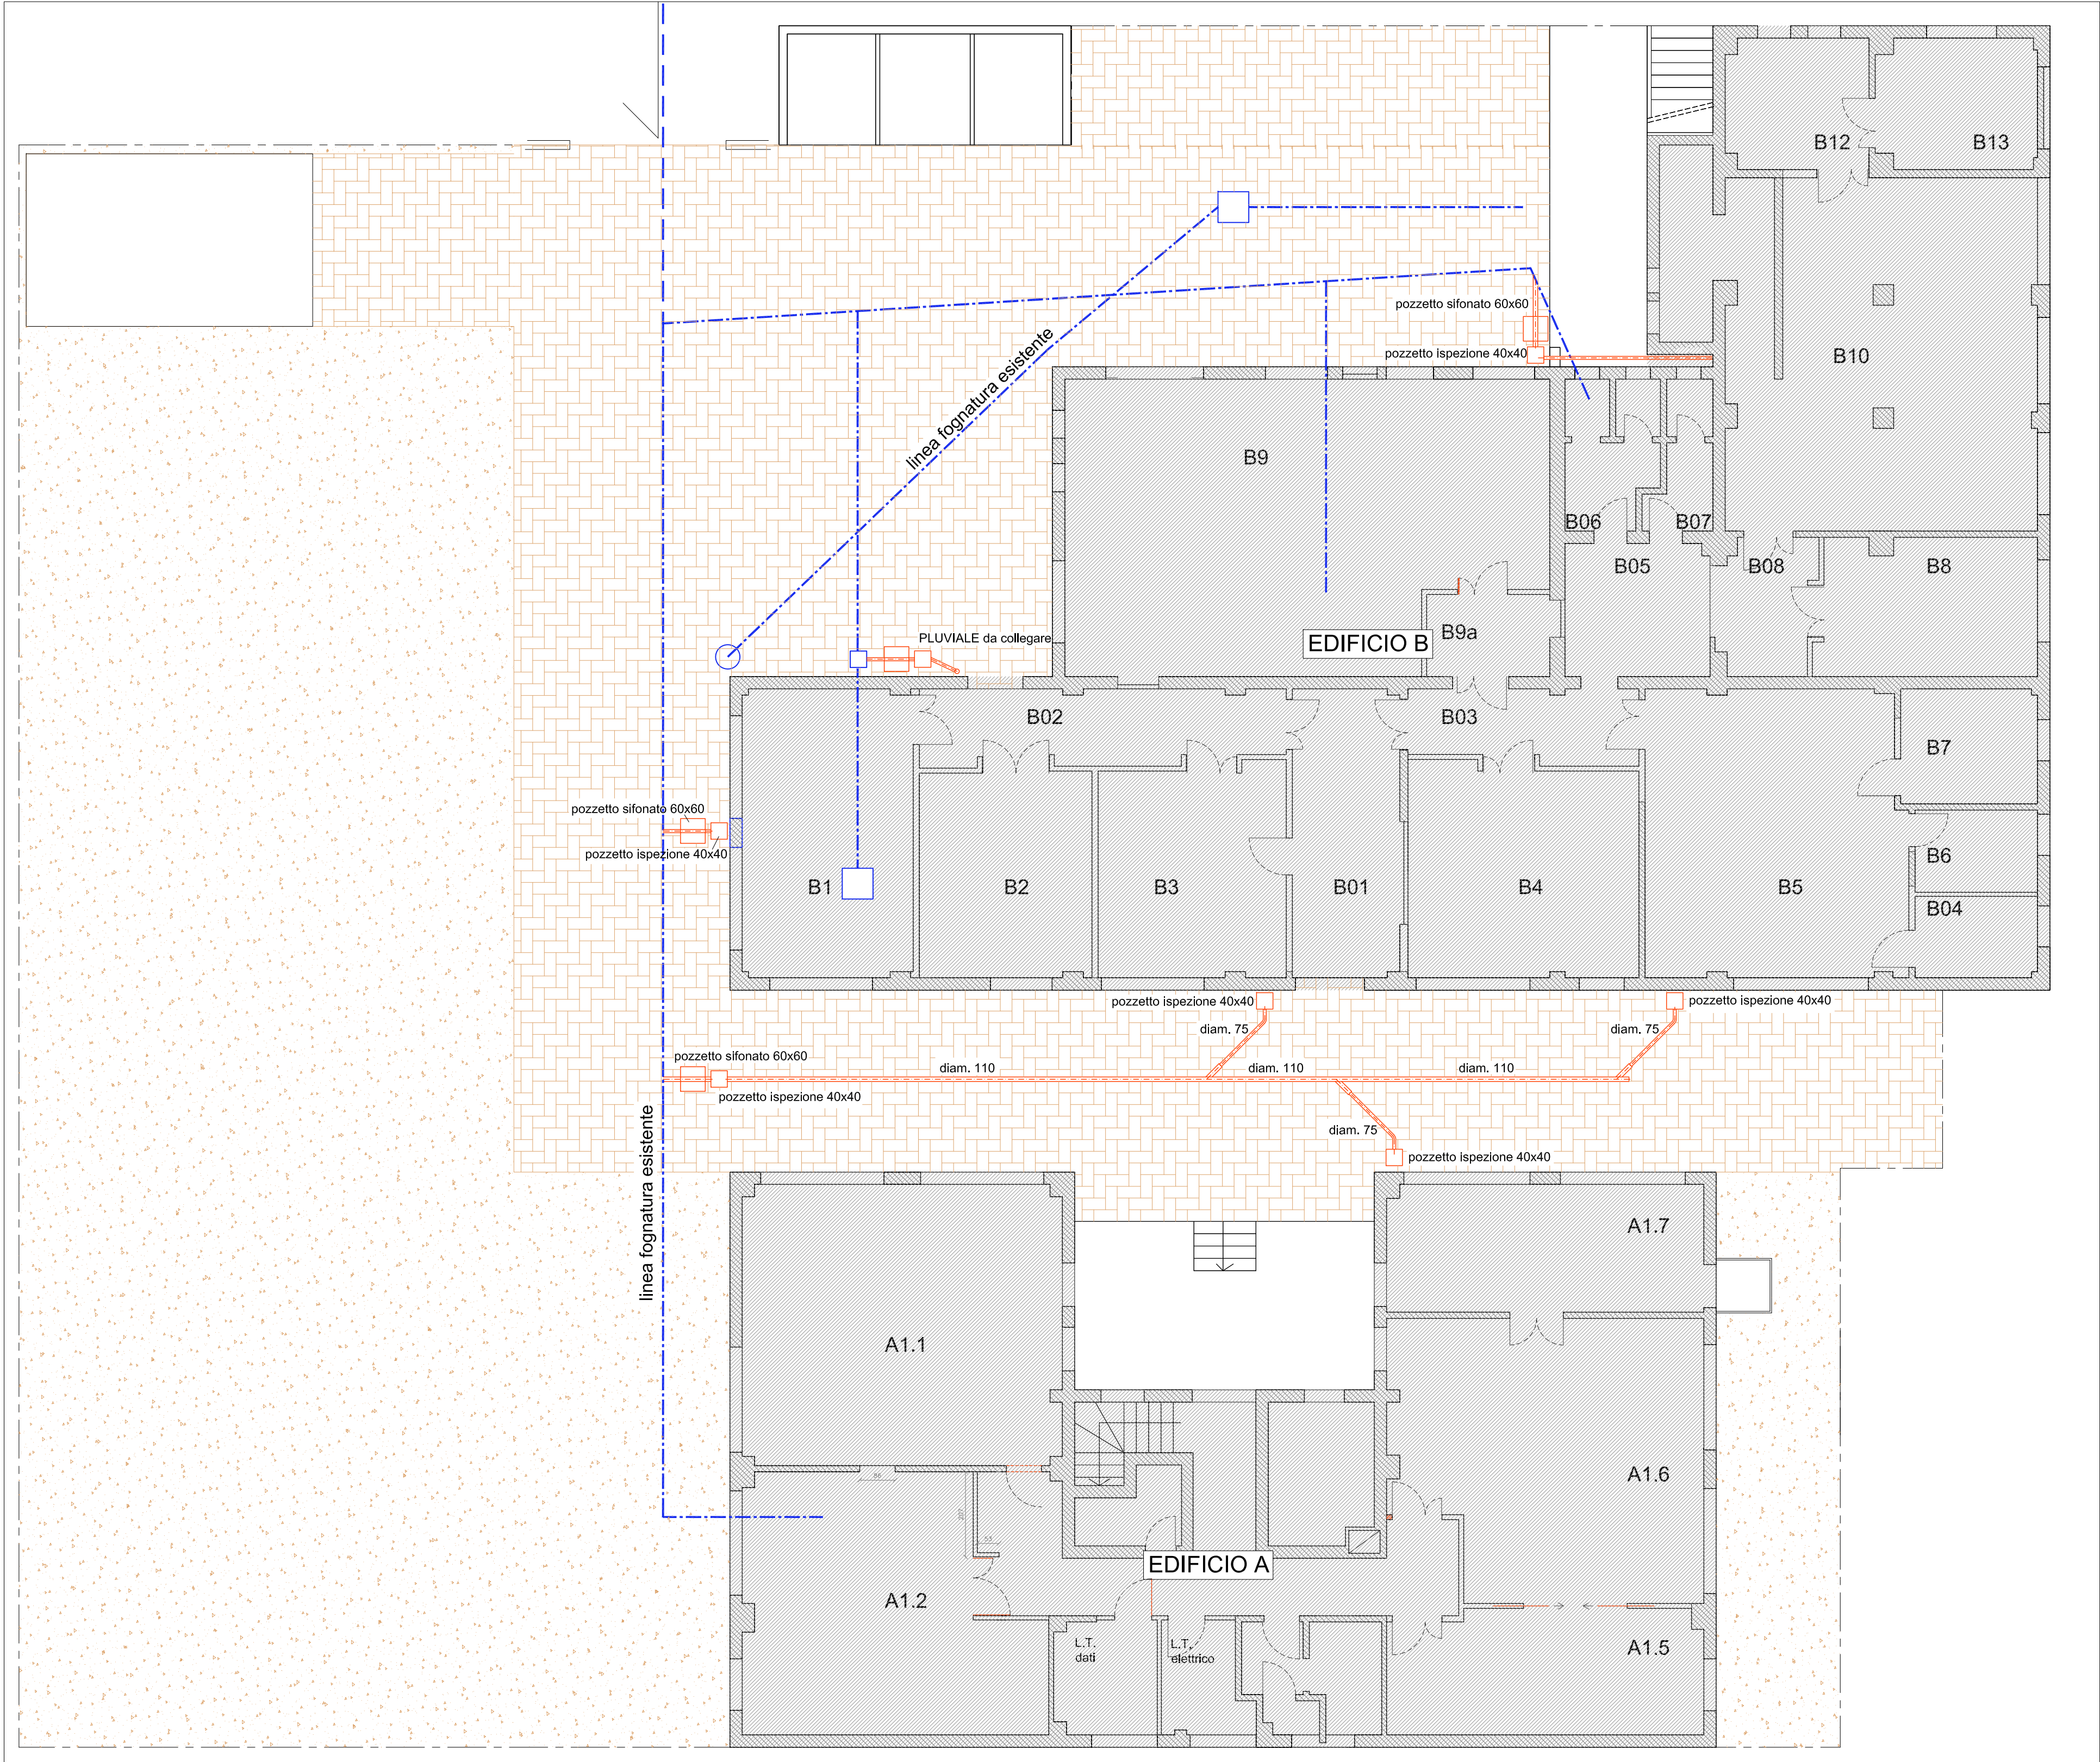 B12
B13
pozzetto sifonato 60x60
pozzetto ispezione 40x40
B10
linea fognatura esistente
B9
B06
B07
B05
B08
B8
B9a
PLUVIALE da collegare
EDIFICIO B
B02
B03
B7
pozzetto sifonato 60x60
pozzetto ispezione 40x40
B6
B1
B2
B3
B01
B4
B5
B04
pozzetto ispezione 40x40
pozzetto ispezione 40x40
diam. 75
diam. 75
pozzetto sifonato 60x60
diam. 110
diam. 110
diam. 110
pozzetto ispezione 40x40
linea fognatura esistente
diam. 75
pozzetto ispezione 40x40
A1.7
A1.1
A1.6
207
53
EDIFICIO A
A1.2
L.T.
dati
L.T.
elettrico
A1.5